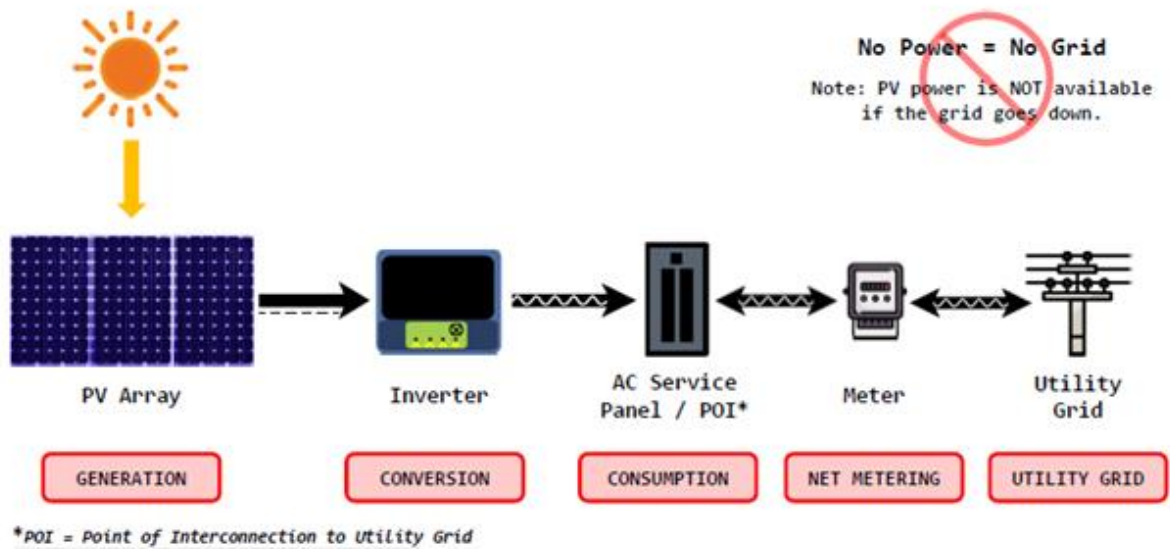 No Power = No Grid
Note: PV power is NOT available
if the grid goes down.
PV Array
Inverter
AC Service
Panel / POI*
Meter
Utility
Grid
GENERATION
CONVERSION
CONSUMPTION
NET METERING
UTILITY GRID
*POI = Point of Interconnection to Utility Grid